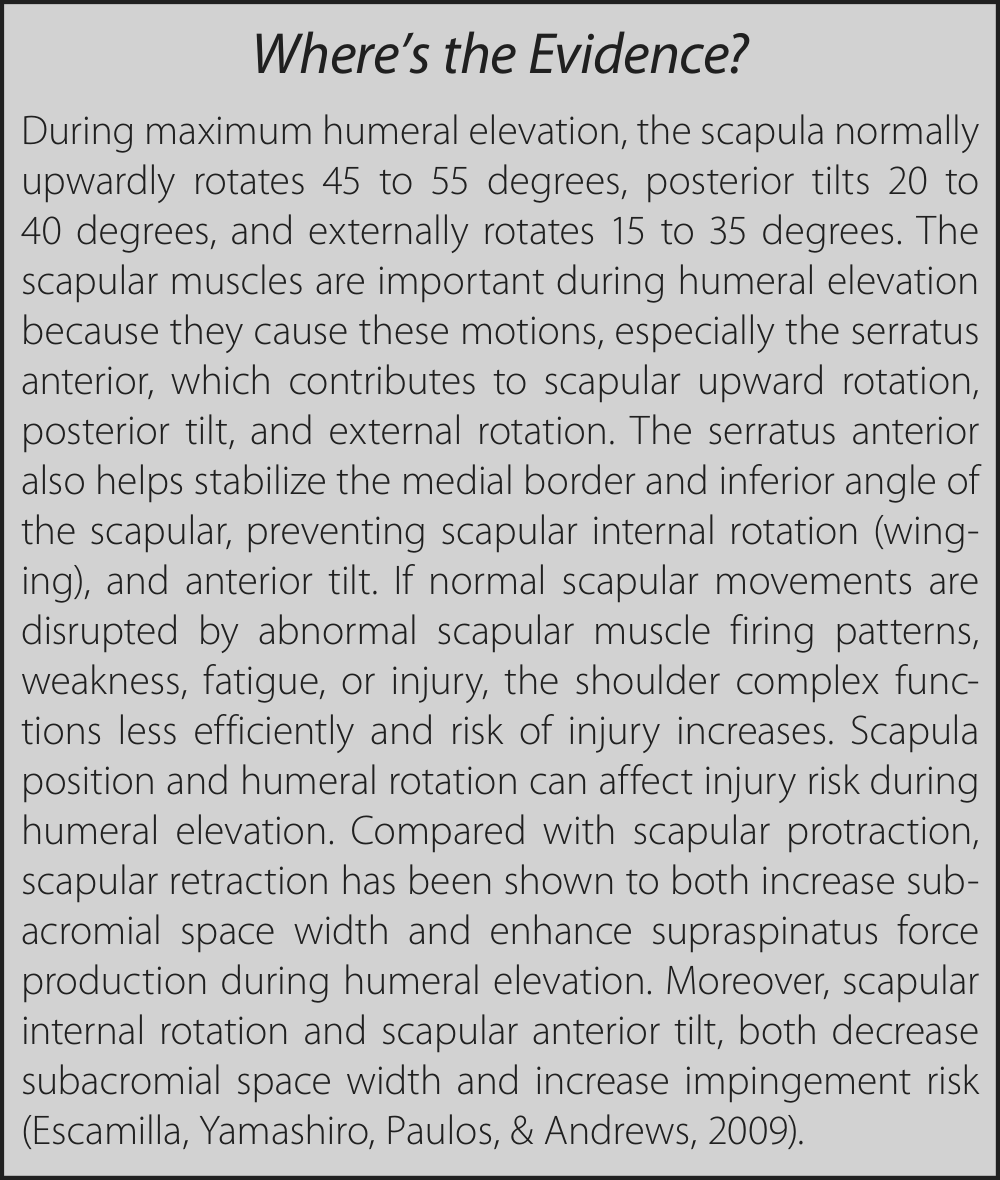 Where's the Evidence?
During maximum humeral elevation, the scapula normally
upwardly rotates 45 to 55 degrees, posterior tilts 20 to
40 degrees, and externally rotates 15 to 35 degrees. The
scapular muscles are important during humeral elevation
because they cause these motions, especially the serratus
anterior, which contributes to scapular upward rotation,
posterior tilt, and external rotation. The serratus anterior
also helps stabilize the medial border and inferior angle of
the scapular, preventing scapular internal rotation (wing-
ing), and anterior tilt. If normal scapular movements are
disrupted by abnormal scapular muscle firing patterns,
weakness, fatigue, or injury, the shoulder complex func-
tions less efficiently and risk of injury increases. Scapula
position and humeral rotation can affect injury risk during
humeral elevation. Compared with scapular protraction,
scapular retraction has been shown to both increase sub-
acromial space width and enhance supraspinatus force
production during humeral elevation. Moreover, scapular
internal rotation and scapular anterior tilt, both decrease
subacromial space width and increase impingement risk
(Escamilla, Yamashiro, Paulos, & Andrews, 2009).